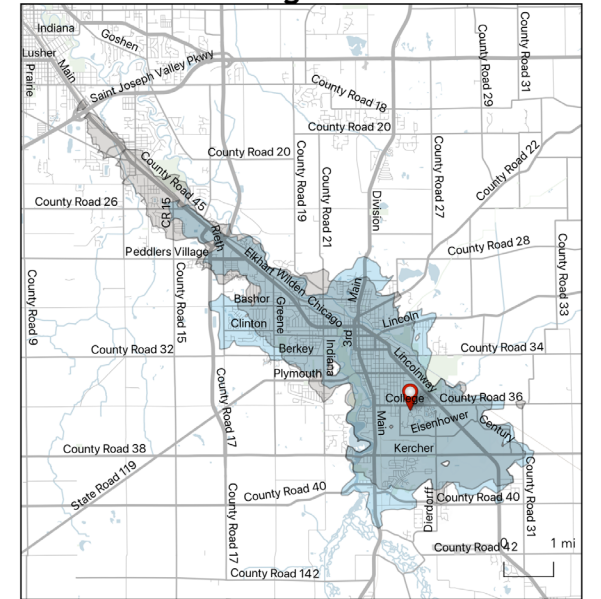 Indiana
Goshen
Lusher
Main
Prairie
Saint Joseph Valley Pkwy
County Road 18
County Road 29
County Road 31
County Road 20
County Road 20
County Road 45
County Road 19
County Road 21
Division
County Road 27
County Road 22
County Road 26
CR 15
Rieth
County Road 28
Peddlers Village
Elkhart
Wilden
Chicago
Main
County Road 33
County Road 9
County Road 15
Bashor
Greene
Clinton
Lincoln
3rd
Berkey
Indiana
Lincolnway
County Road 32
County Road 34
Plymouth
College
County Road 36
County Road 17
Main
Eisenhower
Century
Kercher
County Road 38
State Road 119
County Road 40
County Road 17
Dierdorff
County Road 40
County Road 31
County Road 42
0 1 mi
County Road 142